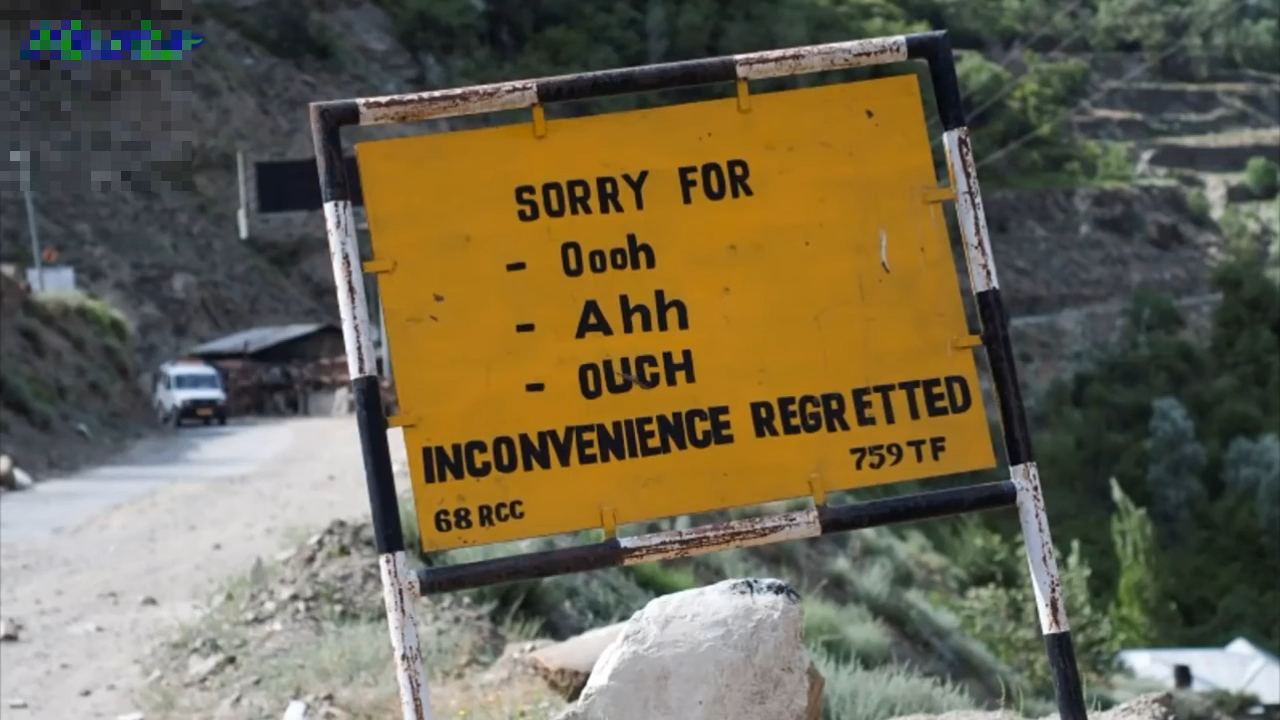 SORRY FOR
- Oooh
- Ahh
- OUCH
INCONVENIENCE REGRETTED
759 TF
68 RCC